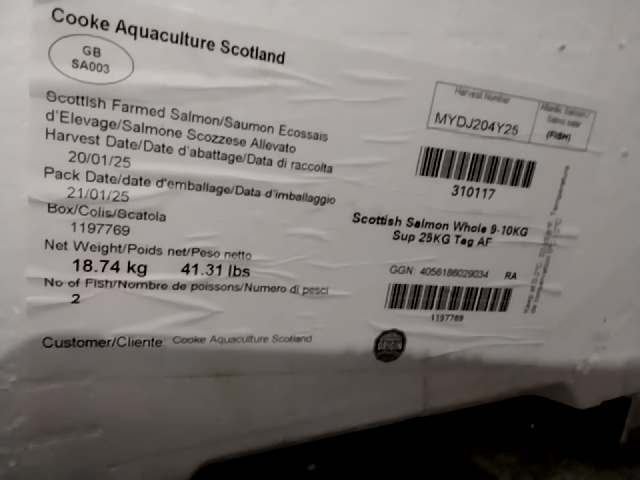 Cooke Aquaculture Scotland
GB
SA003
Scottish Farmed Salmon/Saumon Ecossais
d'Elevage/Salmone Scozzese Allevato
Harvest Date/Date d'abattage/Data di raccolta
20/01/25
Pack Date/date d'emballage/Data d'imballaggio
21/01/25
Box/Colis/Scatola
1197769
Net Weight/Poids net/Peso netto
18.74 kg 41.31 lbs
No of Fish/Nombre de poissons/Numero di pesci
2
Customer/Cliente: Cooke Aquaculture Scotland
Harvest Number
MYDJ204Y25
(FISH)
310117
Scottish Salmon Whole 9-10KG
Sup 25KG Tag AF
GGN: 4056186029034 RA
1197769